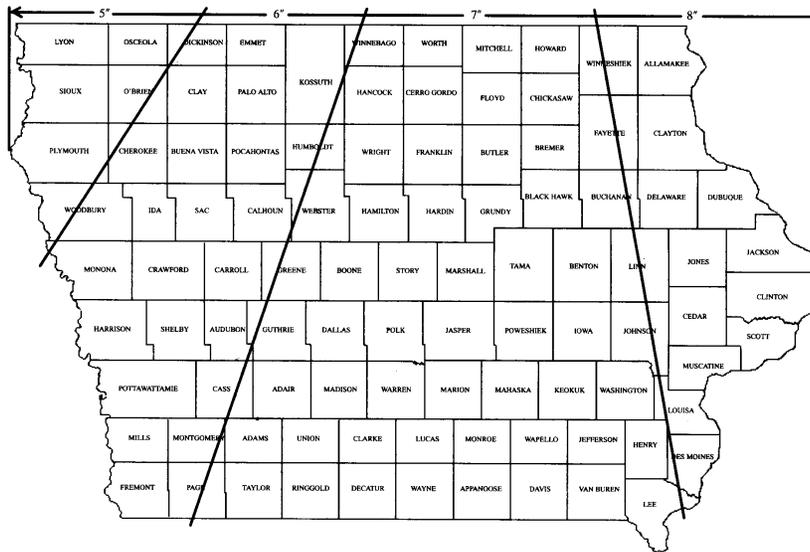 5" 6" 7" 8"
LYON OSCEOLA DICKINSON EMMET WINNEBAGO WORTH MITCHELL HOWARD WINNESHIEK ALLAMAKEE
KOSSUTH
SIOUX O'BRIEN CLAY PALO ALTO HANCOCK CERRO GORDO FLOYD CHICKASAW
FAYETTE CLAYTON
PLYMOUTH CHEROKEE BUENA VISTA POCAHONTAS HUMBOLDT WRIGHT FRANKLIN BUTLER BREMER
WOODBURY IDA SAC CALHOUN WEBSTER HAMILTON HARDIN GRUNDY BLACK HAWK BUCHANAN DELAWARE DUBUQUE
MONONA CRAWFORD CARROLL GREENE BOONE STORY MARSHALL TAMA BENTON LINN JONES JACKSON
CLINTON
HARRISON SHELBY AUDUBON GUTHRIE DALLAS POLK JASPER POWESHIEK IOWA JOHNSON CEDAR SCOTT
MUSCATINE
POTTAWATTAMIE CASS ADAIR MADISON WARREN MARION MAHASKA KEOKUK WASHINGTON
LOUISA
MILLS MONTGOMERY ADAMS UNION CLARKE LUCAS MONROE WAPELLO JEFFERSON HENRY
DES MOINES
FREMONT PAGE TAYLOR RINGGOLD DECATUR WAYNE APPANOOSE DAVIS VAN BUREN LEE